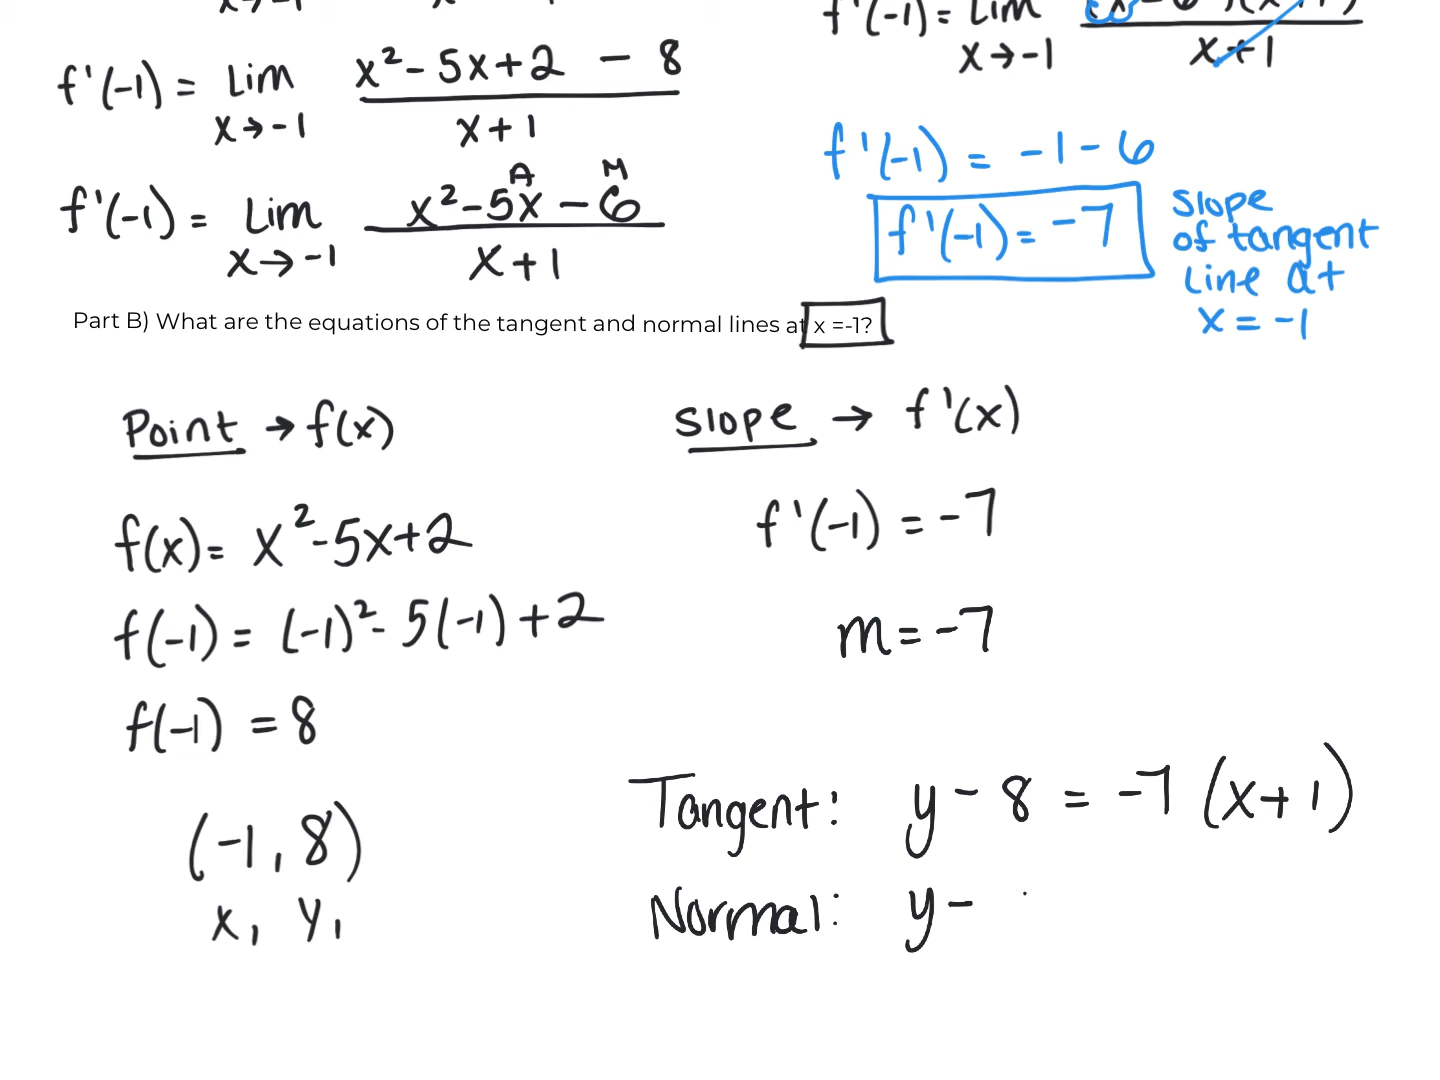 f'(-1) = Lim x→-1 x²-5x+2 - 8 / x+1
f'(-1) = Lim x→-1 x²-5x-6 / x+1
A M
f'(-1) = Lim x→-1
x+1
f'(-1) = -1-6
f'(-1) = -7
Slope
of tangent
Line at
x = -1
Part B) What are the equations of the tangent and normal lines at x =-1?
Point → f(x)
f(x) = x²-5x+2
f(-1) = (-1)²-5(-1)+2
f(-1) = 8
(-1, 8)
x₁ y₁
Slope → f'(x)
f'(-1) = -7
m = -7
Tangent: y - 8 = -7 (x+1)
Normal: y -